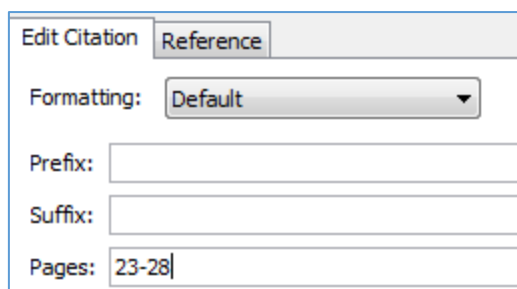 Edit Citation Reference
Formatting: Default
Prefix:
Suffix:
Pages: 23-28